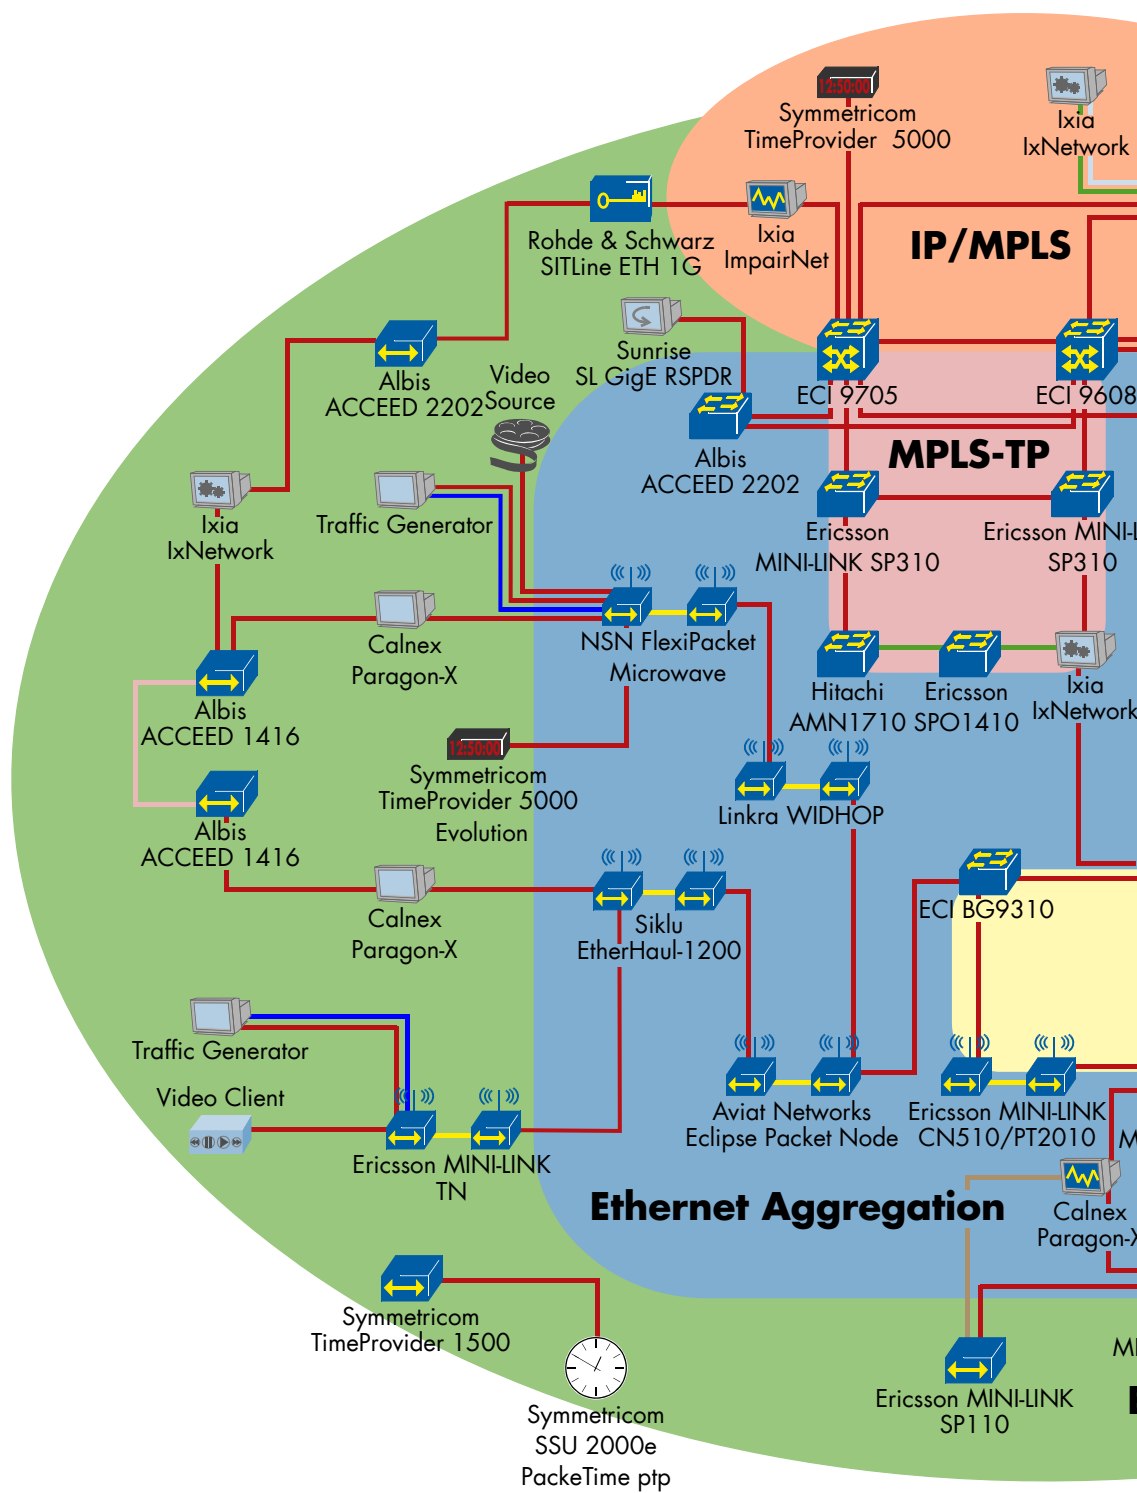 12:50:00
Symmetricom
TimeProvider 5000
Ixia
IxNetwork
Rohde & Schwarz
SITLine ETH 1G
Ixia
ImpairNet
IP/MPLS
Sunrise
SL GigE RSPDR
Albis
ACCEED 2202
Video
Source
ECI 9705
ECI 9608
Albis
ACCEED 2202
MPLS-TP
Ixia
IxNetwork
Traffic Generator
Ericsson
MINI-LINK SP310
Ericsson MINI-L
SP310
Calnex
Paragon-X
NSN FlexiPacket
Microwave
Albis
ACCEED 1416
Hitachi
AMN1710
Ericsson
SPO1410
Ixia
IxNetwork
12:50:00
Symmetricom
TimeProvider 5000
Evolution
Linkra WIDHOP
Albis
ACCEED 1416
Calnex
Paragon-X
Siklu
EtherHaul-1200
ECI BG9310
Traffic Generator
Video Client
Aviat Networks
Eclipse Packet Node
Ericsson MINI-LINK
CN510/PT2010
M
Ericsson MINI-LINK
TN
Ethernet Aggregation
Calnex
Paragon-X
Symmetricom
TimeProvider 1500
MI
Ericsson MINI-LINK
SP110
Symmetricom
SSU 2000e
PackeTime ptp